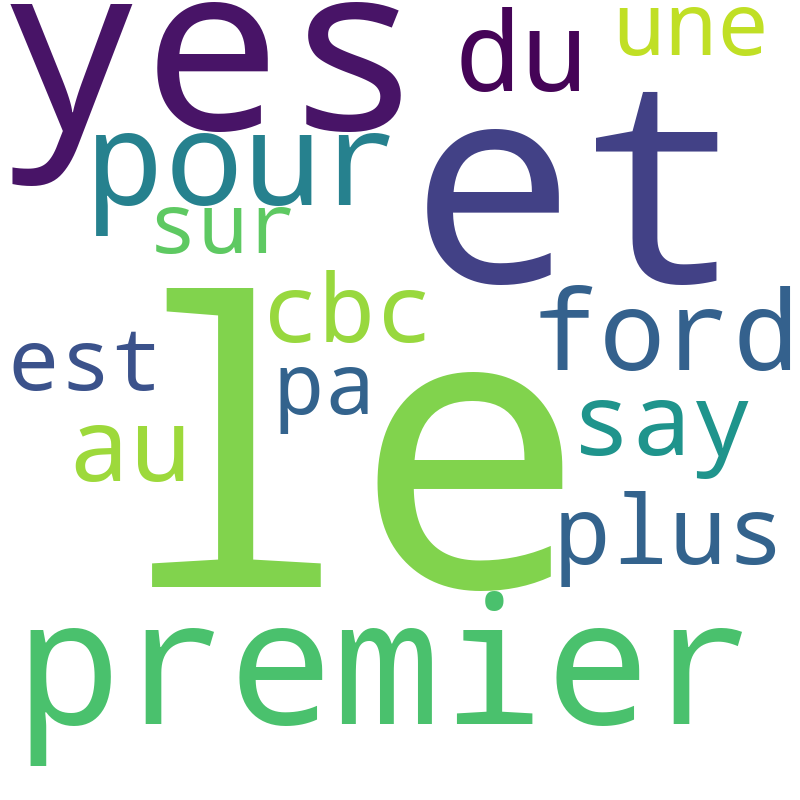 yes
du
une
pour
et
sur
le
cbc
ford
est
pa
say
au
plus
premier